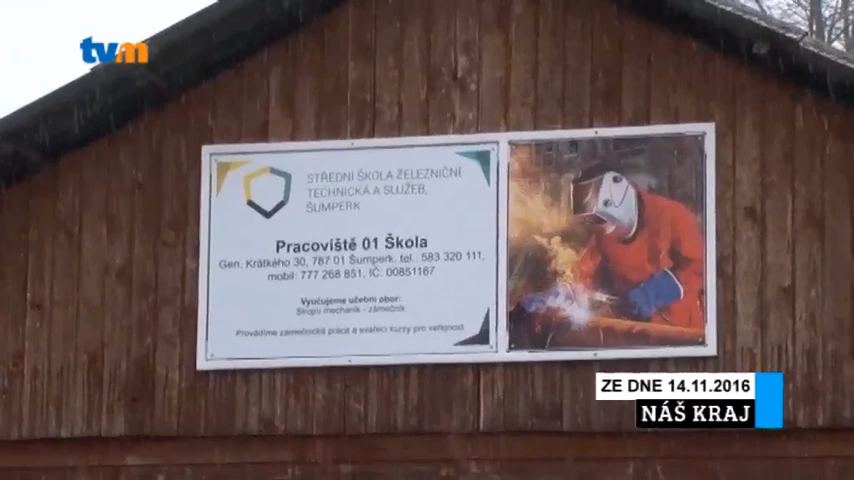 tvm
STŘEDNÍ ŠKOLA ŽELEZNIČNÍ
TECHNICKÁ A SLUŽEB,
ŠUMPERK
Pracoviště 01 Škola
Gen. Krátkého 30, 787 01 Šumperk, tel.: 583 320 111,
mobil: 777 268 851, IČ: 00851167
Vyučujeme učební obor:
Strojní mechanik - zámečník
Provádíme zámečnické práce a svářecí kurzy pro veřejnost
ZE DNE 14.11.2016
NÁŠ KRAJ